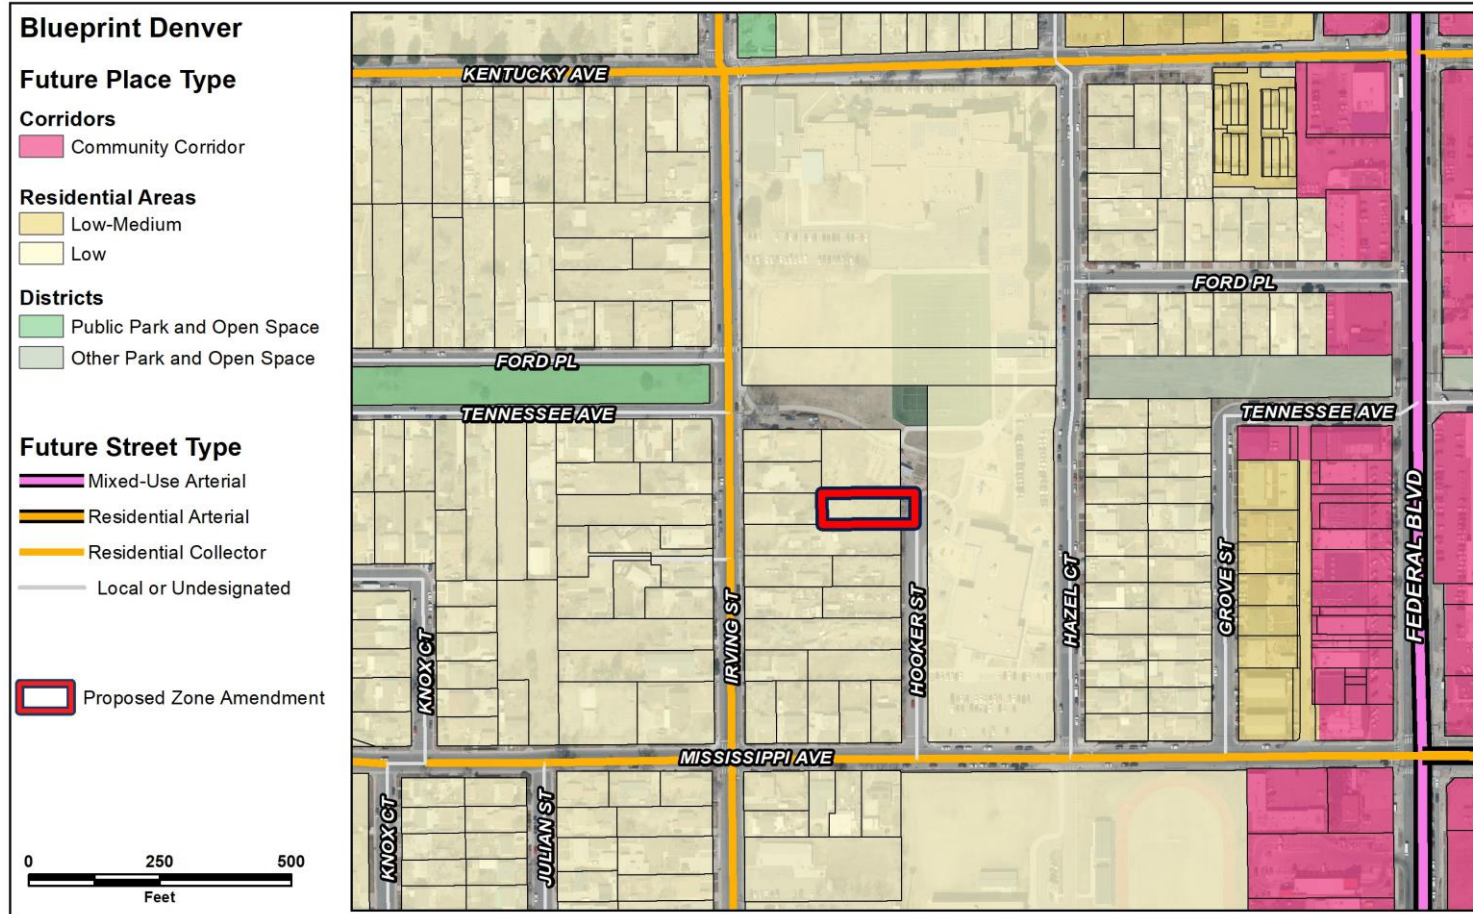 Blueprint Denver
Future Place Type
Corridors
Community Corridor
Residential Areas
Low-Medium
Low
Districts
Public Park and Open Space
Other Park and Open Space
Future Street Type
Mixed-Use Arterial
Residential Arterial
Residential Collector
Local or Undesignated
Proposed Zone Amendment
0 250 500
Feet
KENTUCKY AVE
FORD PL
FORD PL
TENNESSEE AVE
TENNESSEE AVE
KNOX CT
IRVING ST
HOOKER ST
HAZEL CT
GROVE ST
FEDERAL BLVD
MISSISSIPPI AVE
KNOX CT
JULIAN ST